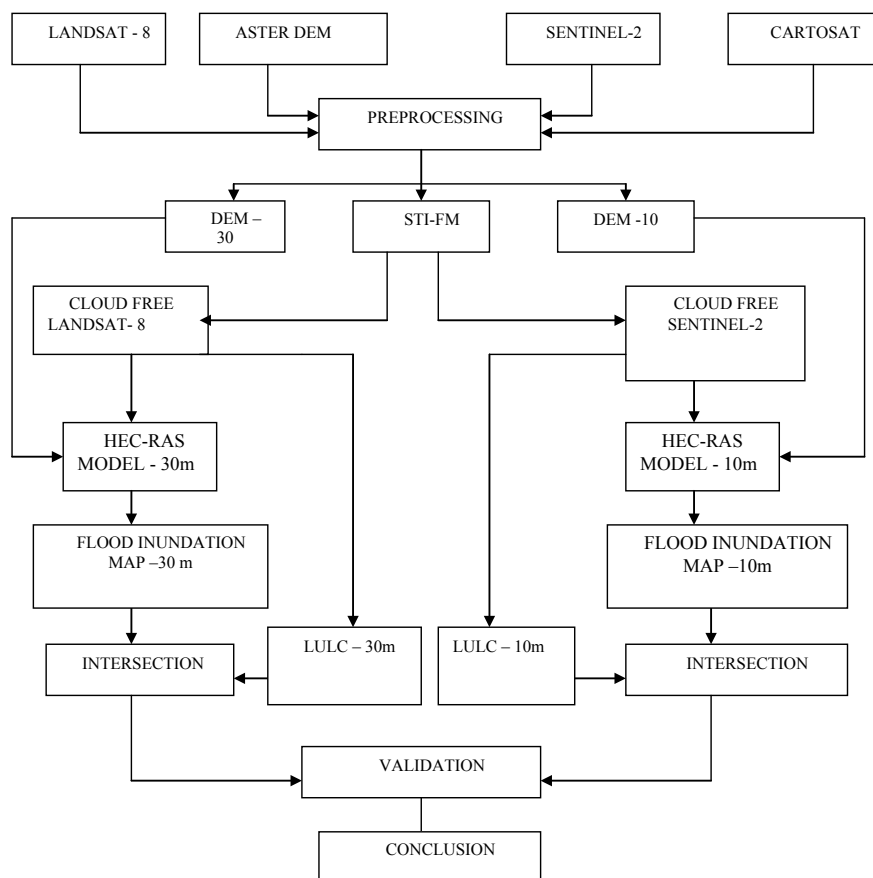 LANDSAT - 8
ASTER DEM
SENTINEL-2
CARTOSAT
PREPROCESSING
DEM –
30
STI-FM
DEM -10
CLOUD FREE
LANDSAT- 8
CLOUD FREE
SENTINEL-2
HEC-RAS
MODEL - 30m
HEC-RAS
MODEL - 10m
FLOOD INUNDATION
MAP –30 m
FLOOD INUNDATION
MAP –10m
INTERSECTION
LULC – 30m
LULC – 10m
INTERSECTION
VALIDATION
CONCLUSION